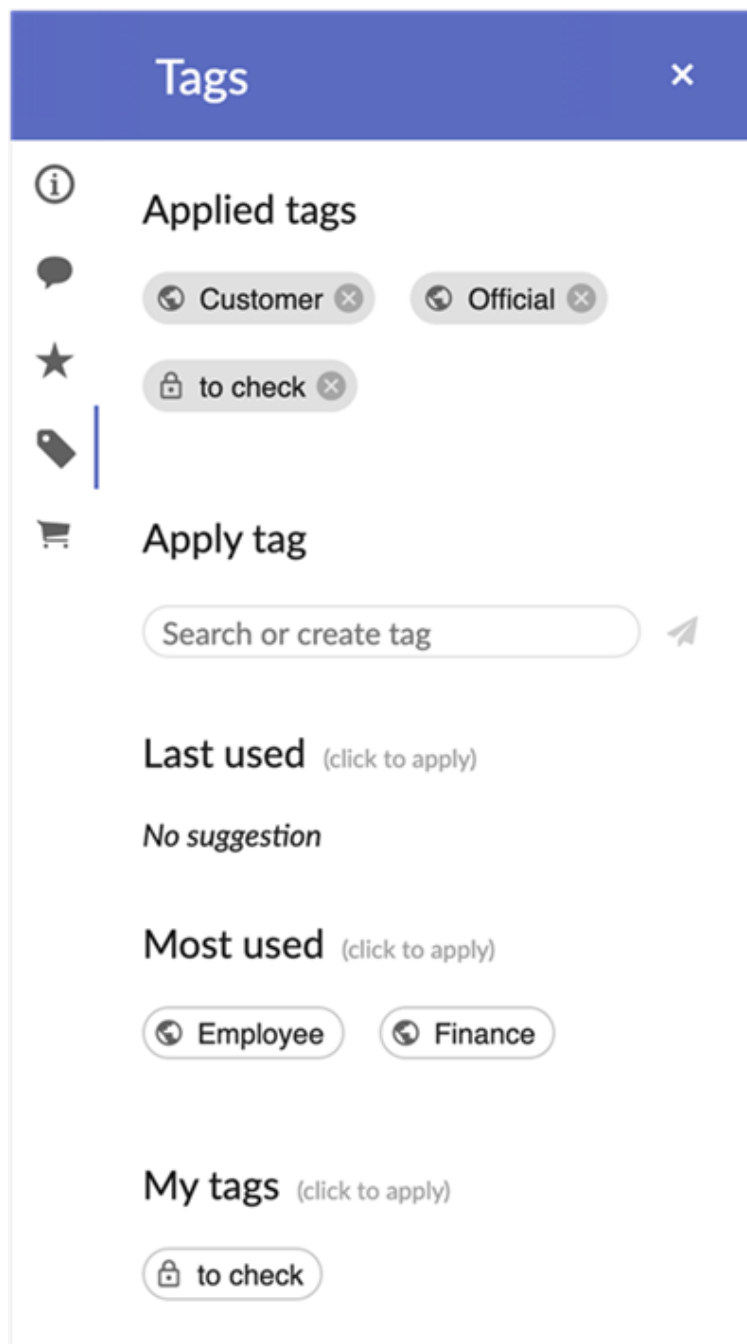 Tags
Applied tags
Customer Official
to check
Apply tag
Search or create tag
Last used (click to apply)
No suggestion
Most used (click to apply)
Employee Finance
My tags (click to apply)
to check